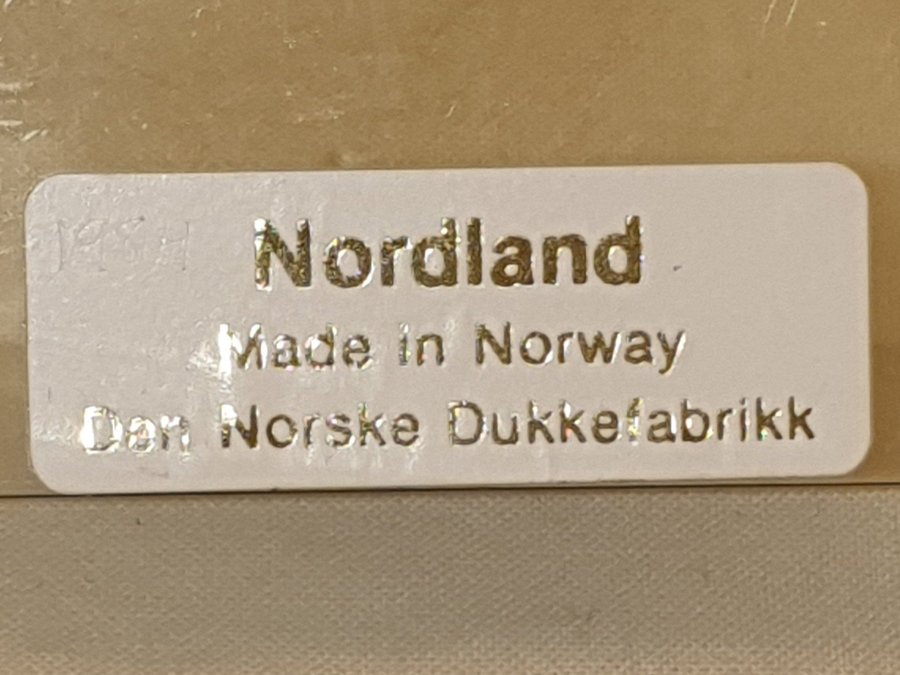 Nordland
Made in Norway
Den Norske Dukkefabrikk